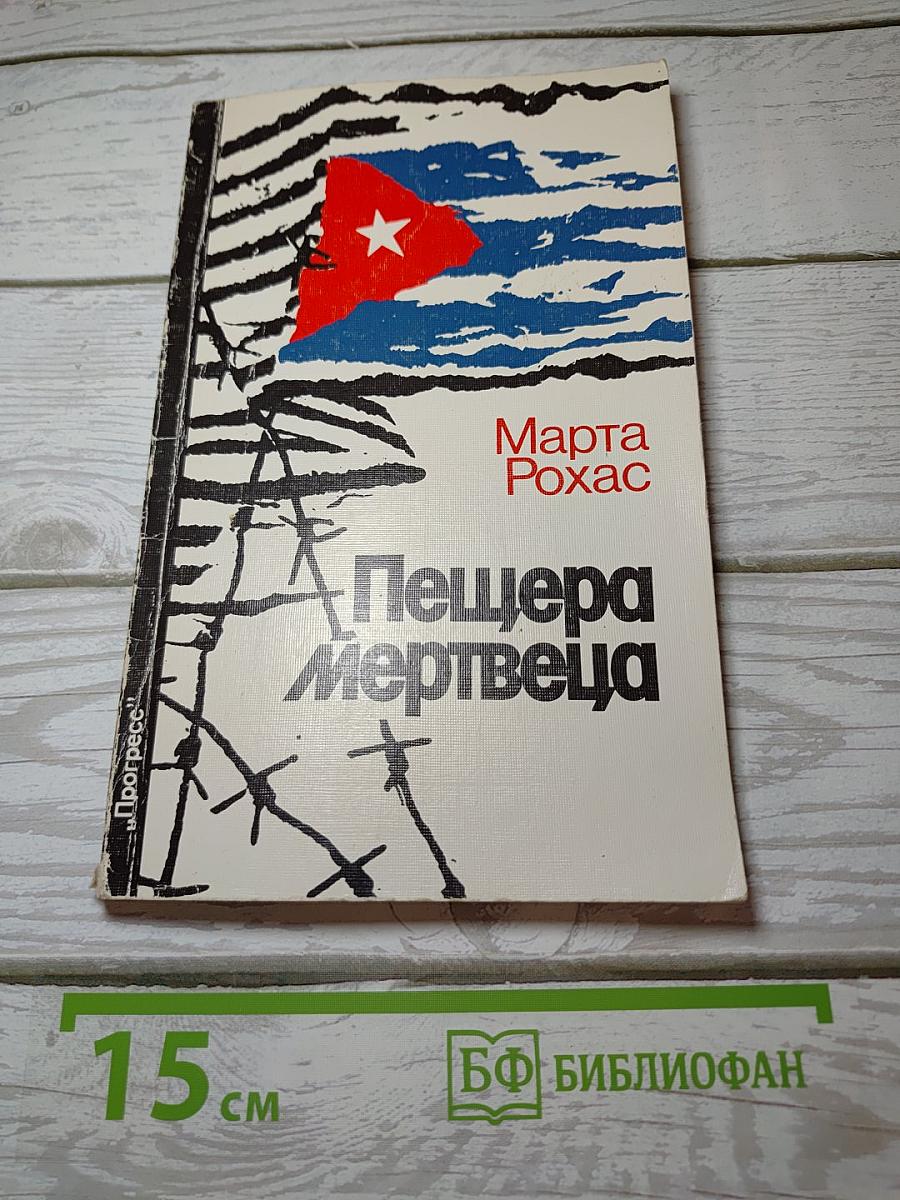 Марта
Рохас
Пещера
мертвеца
„Прогресс”
15 см
БФ БИБЛИОФАН